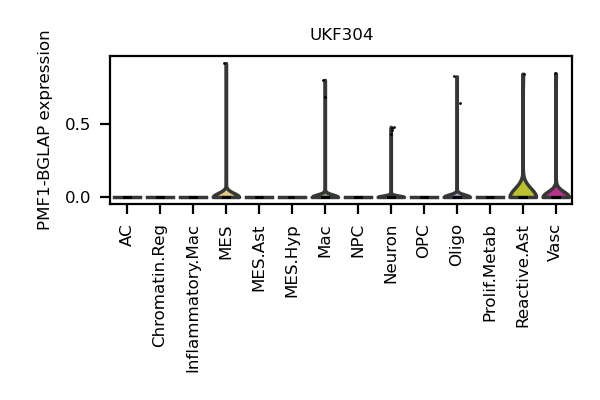 UKF304
PMF1-BGLAP expression
0.5
0.0
AC
Chromatin.Reg
Inflammatory.Mac
MES
MES.Ast
MES.Hyp
Mac
NPC
Neuron
OPC
Oligo
Prolif.Metab
Reactive.Ast
Vasc